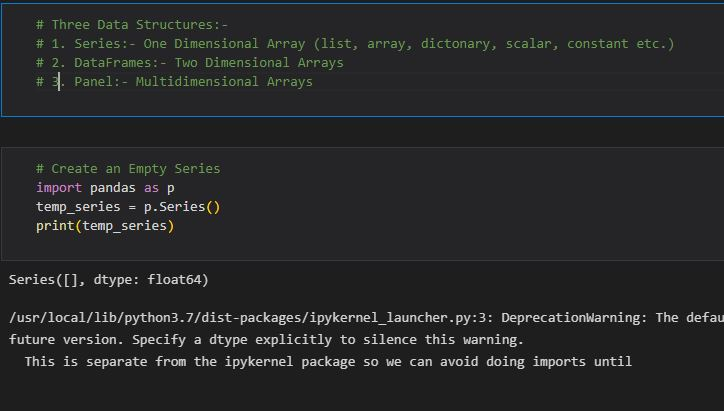 # Three Data Structures:-
# 1. Series:- One Dimensional Array (list, array, dictonary, scalar, constant etc.)
# 2. DataFrames:- Two Dimensional Arrays
# 3. Panel:- Multidimensional Arrays
# Create an Empty Series
import pandas as p
temp_series = p.Series()
print(temp_series)
Series([], dtype: float64)
/usr/local/lib/python3.7/dist-packages/ipykernel_launcher.py:3: DeprecationWarning: The defau
future version. Specify a dtype explicitly to silence this warning.
  This is separate from the ipykernel package so we can avoid doing imports until